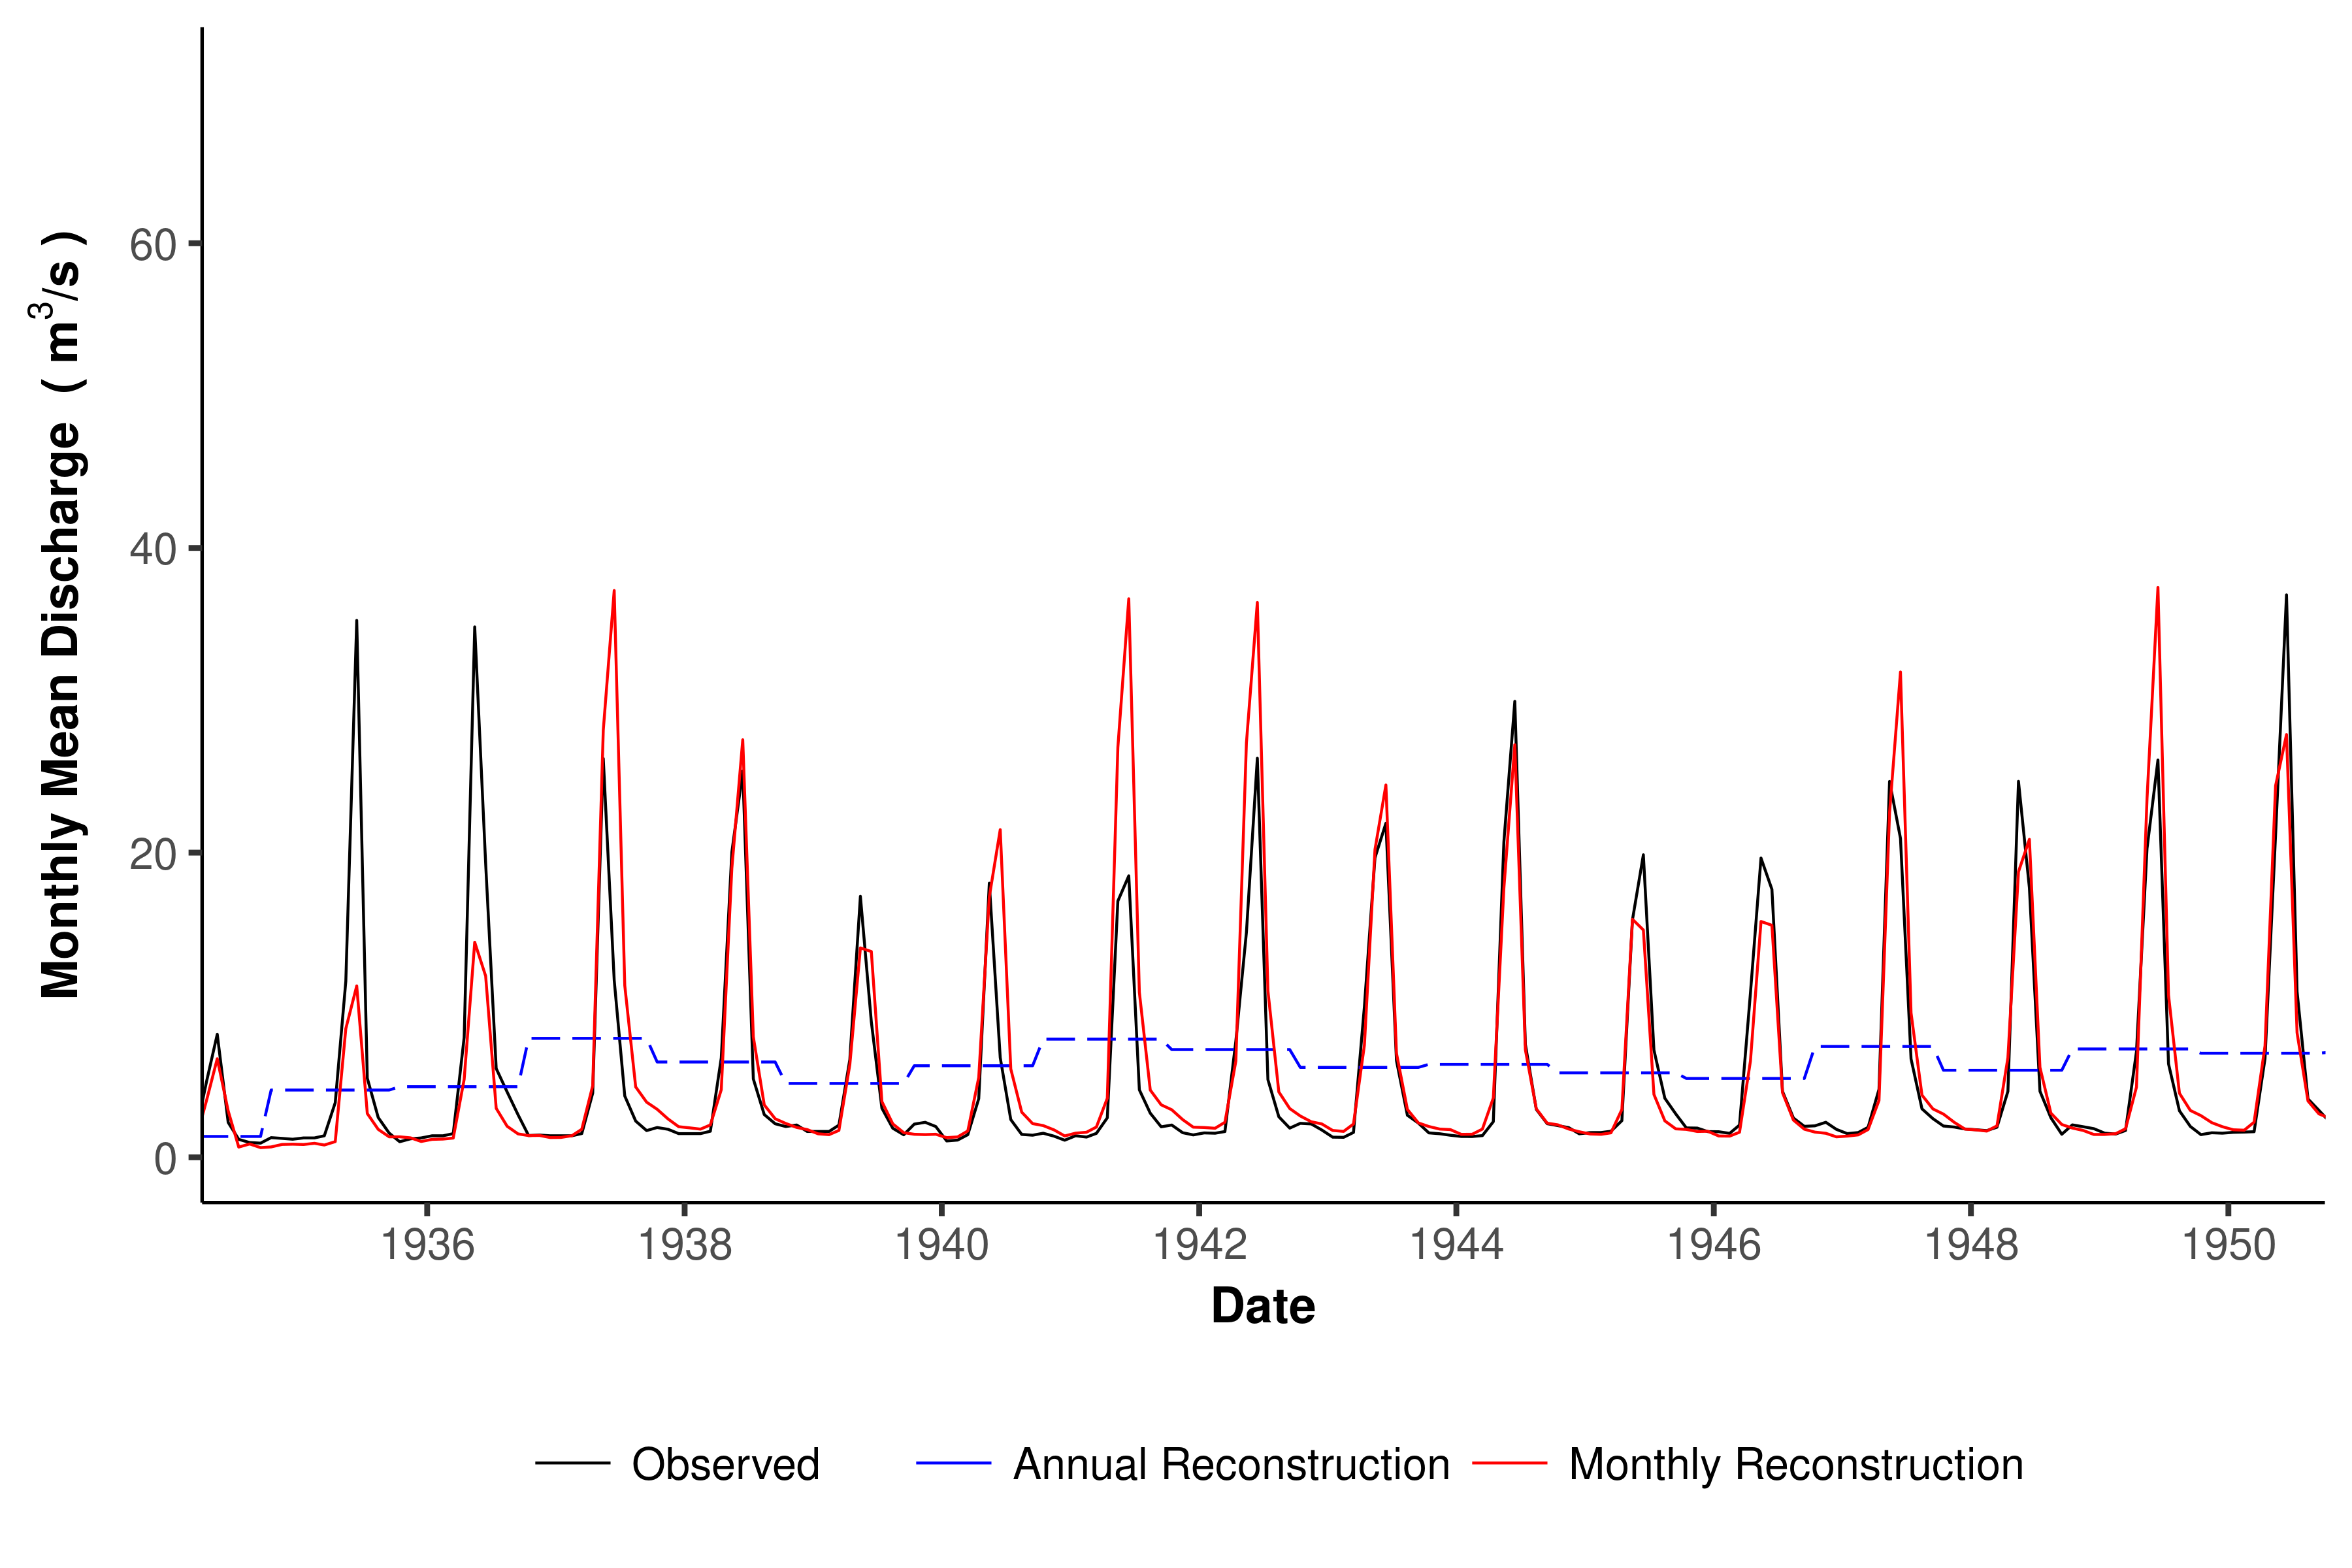 Monthly Mean Discharge ( m³/s )
60
40
20
0
1936 1938 1940 1942 1944 1946 1948 1950
Date
Observed Annual Reconstruction Monthly Reconstruction